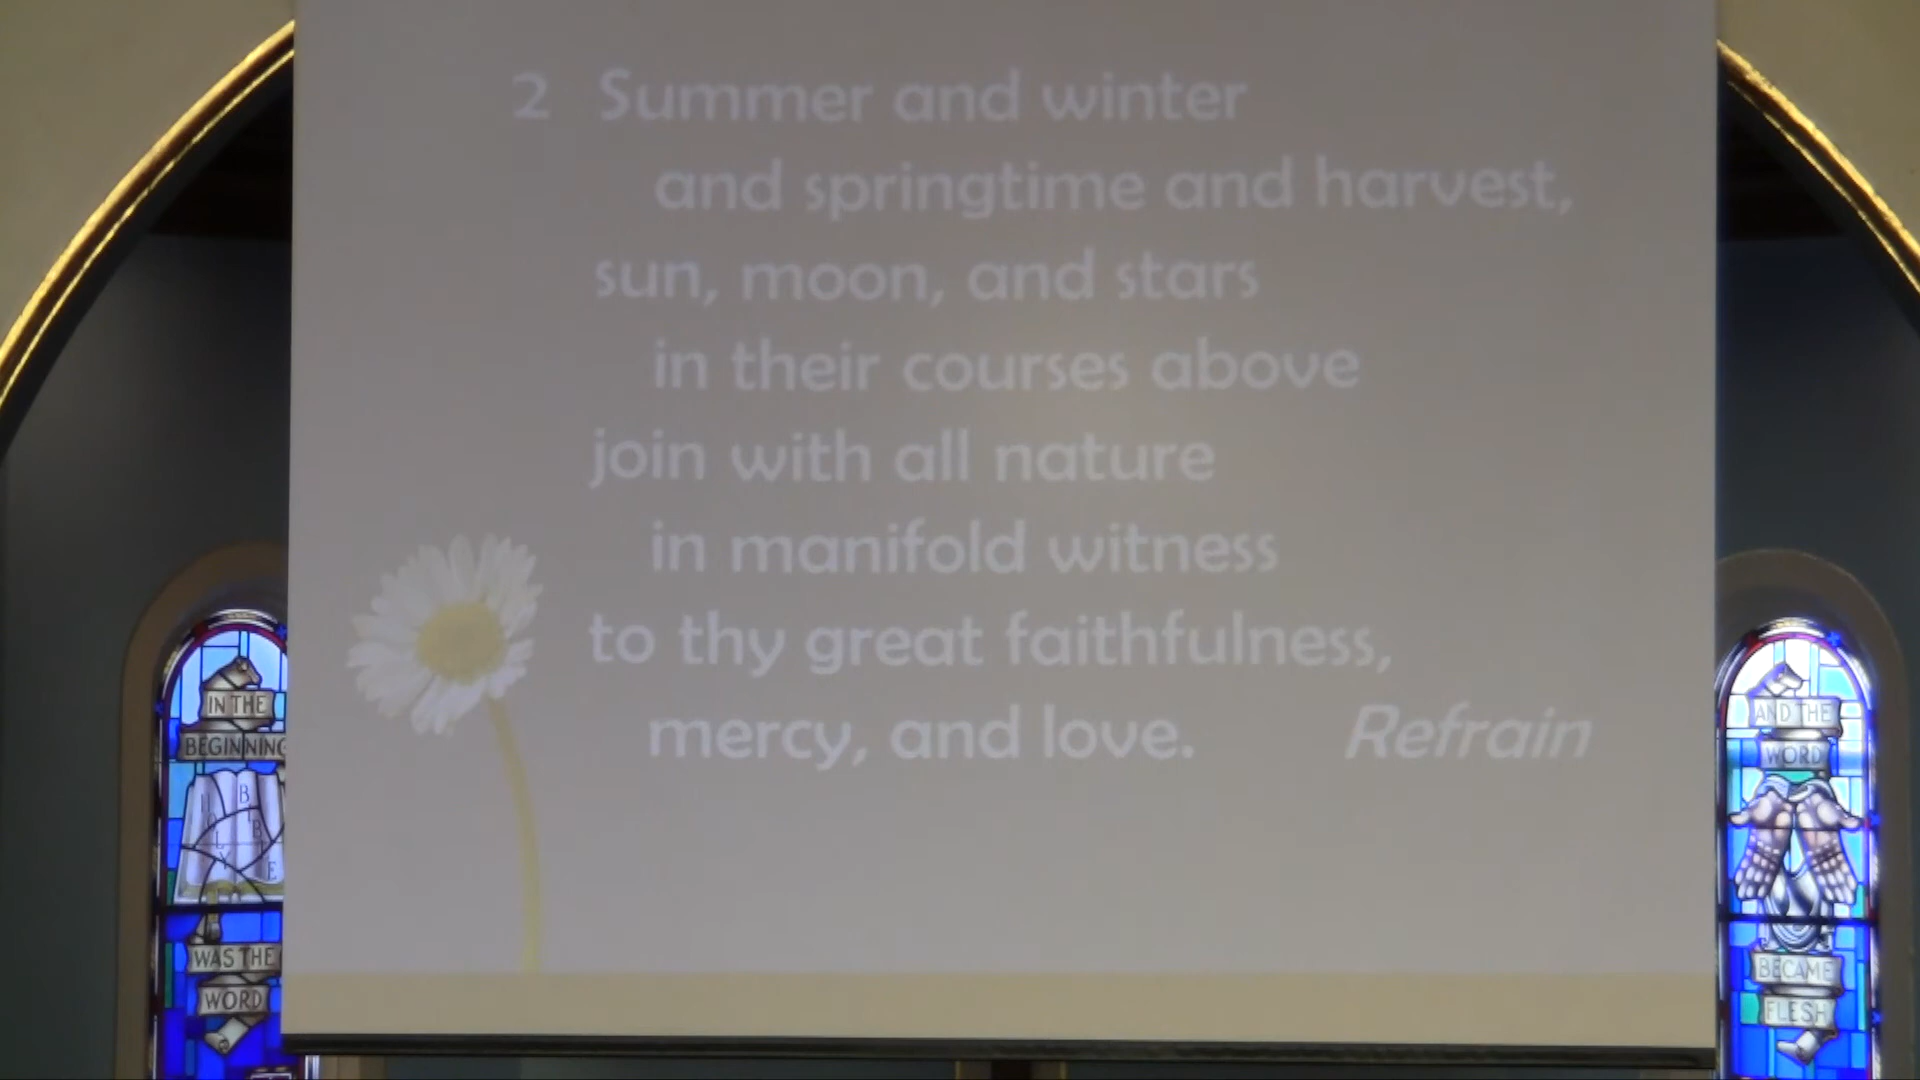 2 Summer and winter
and springtime and harvest,
sun, moon, and stars
in their courses above
join with all nature
in manifold witness
to thy great faithfulness,
mercy, and love. Refrain
IN THE
BEGINNING
HOLY
BIBLE
WAS THE
WORD
AND THE
WORD
BECAME
FLESH